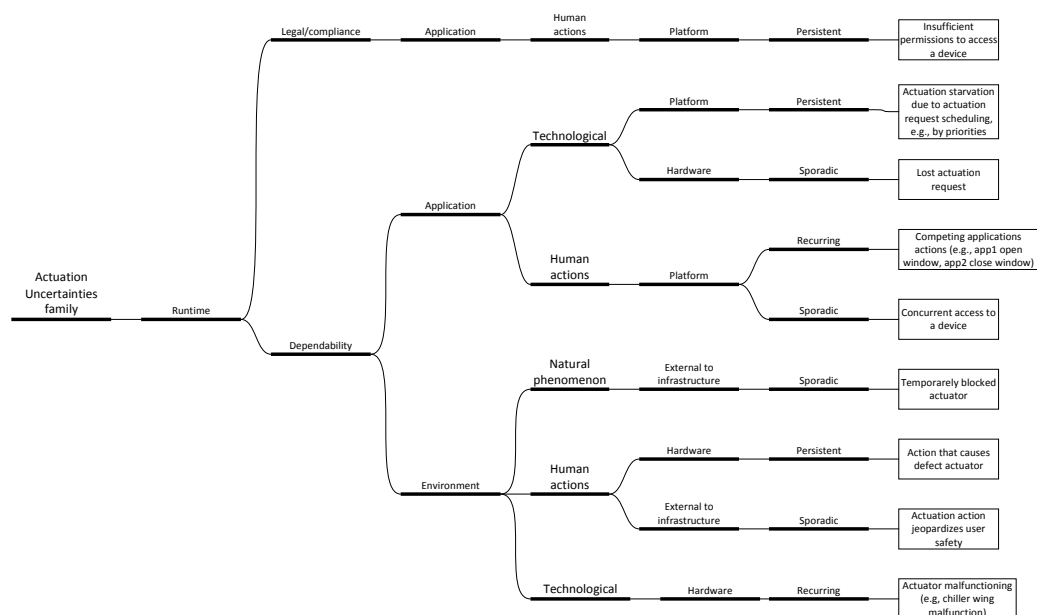 Legal/compliance
Application
Human
actions
Platform
Persistent
Insufficient
permissions to access
a device
Platform
Persistent
Actuation starvation
due to actuation
request scheduling,
e.g., by priorities
Technological
Hardware
Sporadic
Lost actuation
request
Application
Recurring
Competing applications
actions (e.g., app1 open
window, app2 close window)
Human
actions
Platform
Sporadic
Concurrent access to
a device
Actuation
Uncertainties
family
Runtime
Dependability
Natural
phenomenon
External to
infrastructure
Sporadic
Temporarely blocked
actuator
Hardware
Persistent
Action that causes
defect actuator
Environment
Human
actions
External to
infrastructure
Sporadic
Actuation action
jeopardizes user
safety
Technological
Hardware
Recurring
Actuator malfunctioning
(e.g, chiller wing
malfunction)